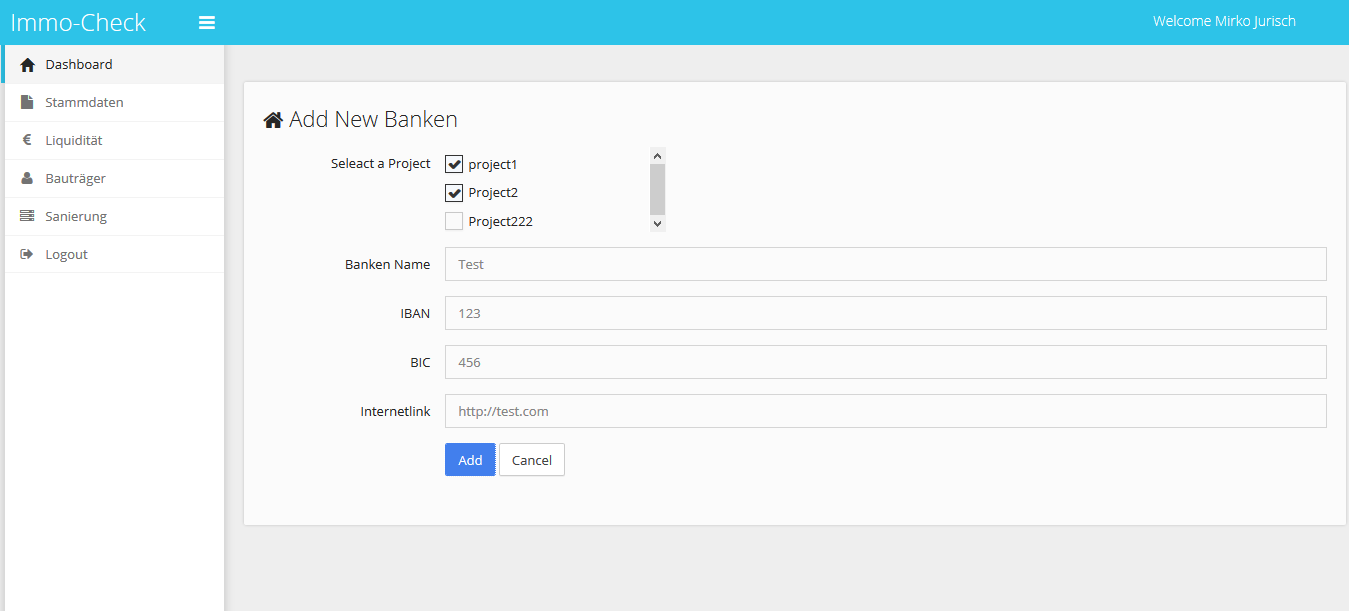 Immo-Check
Welcome Mirko Jurisch
Dashboard
Stammdaten
€ Liquidität
Bauträger
Sanierung
Logout
Add New Banken
Seleact a Project
project1
Project2
Project222
Banken Name
Test
IBAN
123
BIC
456
Internetlink
http://test.com
Add
Cancel